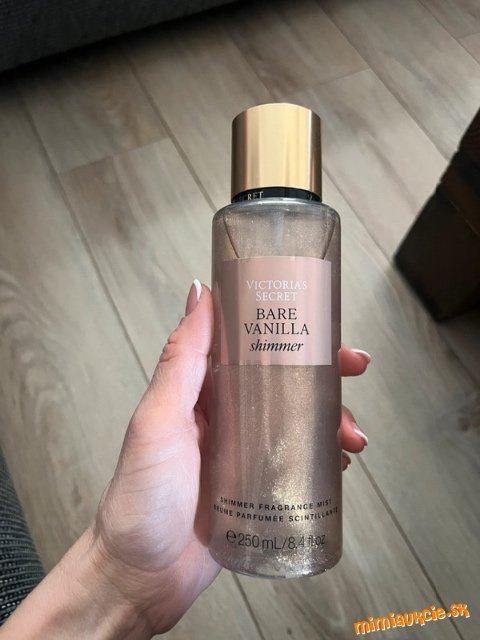 VICTORIA'S
SECRET
BARE
VANILLA
shimmer
SHIMMER FRAGRANCE MIST
BRUME PARFUMÉE SCINTILLANTE
℮ 250 mL/8.4 fl oz
mimiaukcie.sk